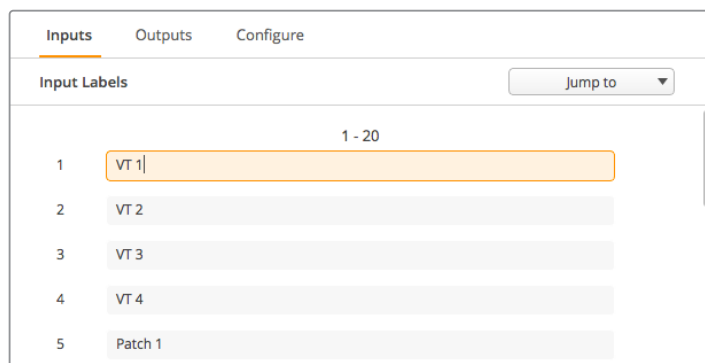 Inputs Outputs Configure
Input Labels Jump to
1 - 20
1 VT 1
2 VT 2
3 VT 3
4 VT 4
5 Patch 1